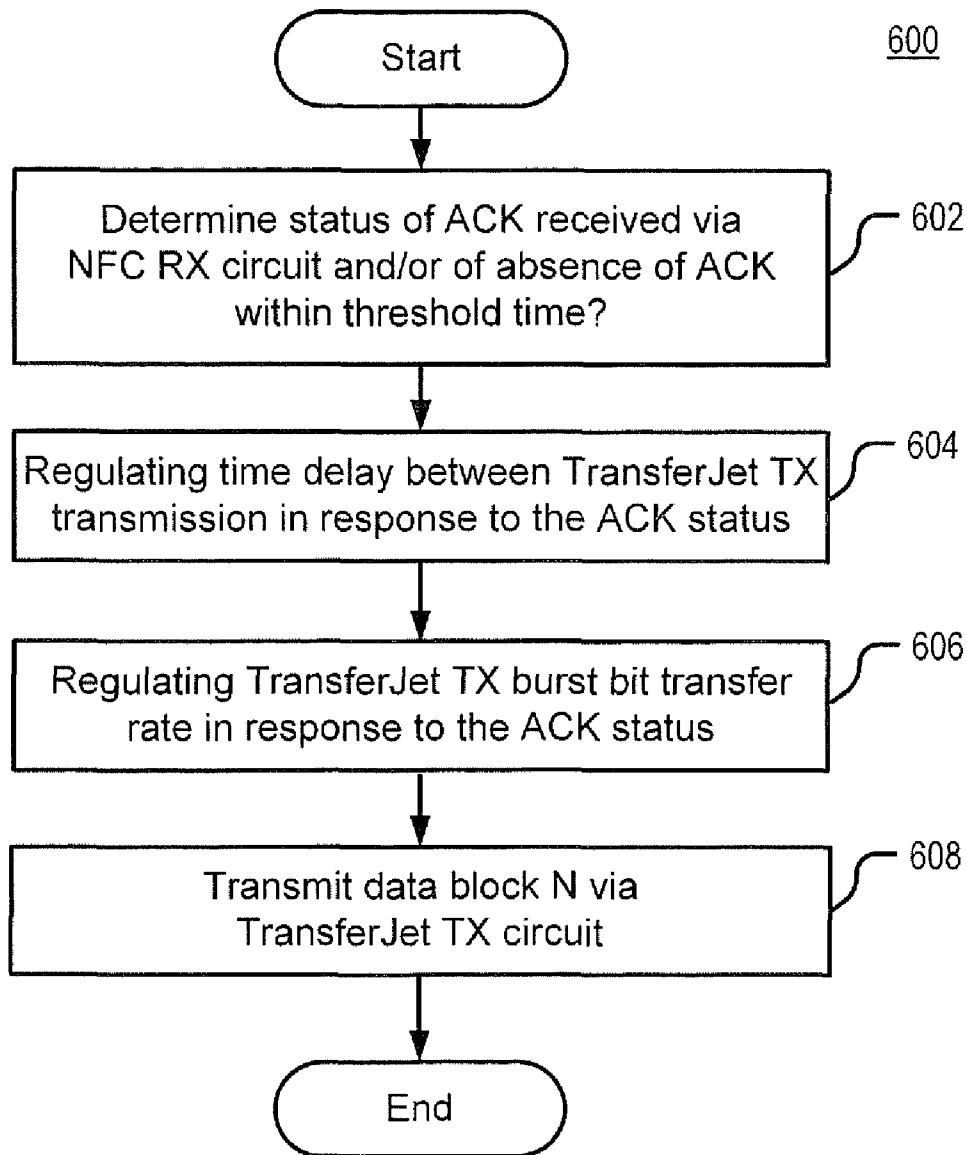 600
Start
Determine status of ACK received via
NFC RX circuit and/or of absence of ACK
within threshold time?
602
Regulating time delay between TransferJet TX
transmission in response to the ACK status
604
Regulating TransferJet TX burst bit transfer
rate in response to the ACK status
606
Transmit data block N via
TransferJet TX circuit
608
End